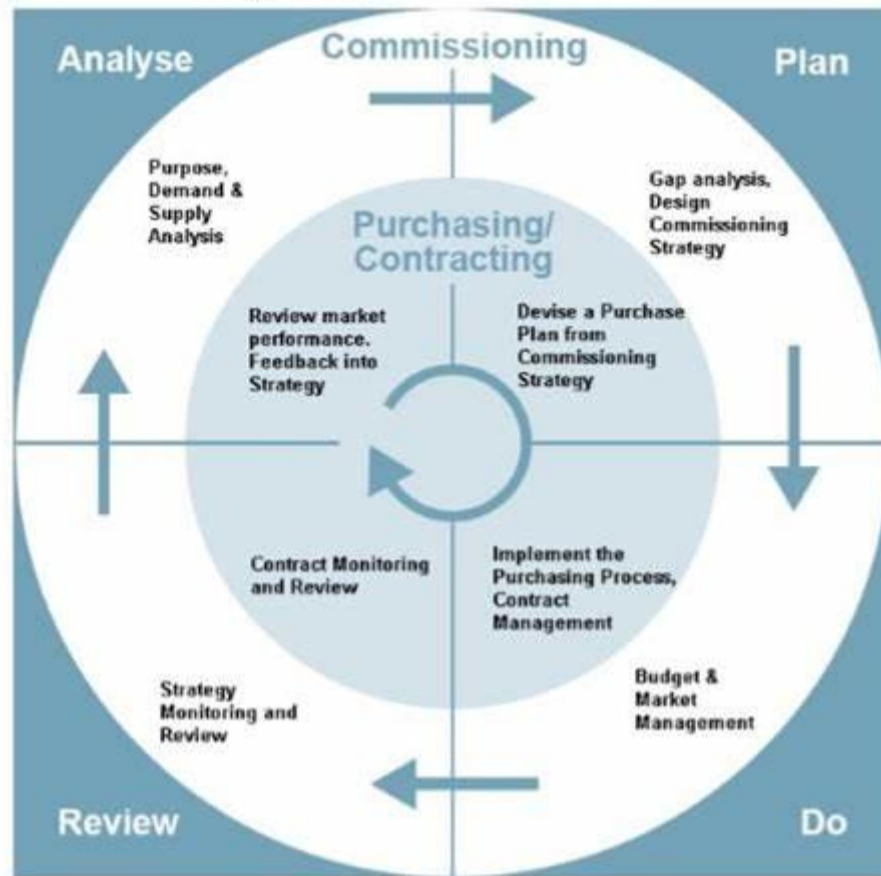 Analyse
Commissioning
Plan
Purpose,
Demand &
Supply
Analysis
Gap analysis,
Design
Commissioning
Strategy
Purchasing/
Contracting
Review market
performance.
Feedback into
Strategy
Devise a Purchase
Plan from
Commissioning
Strategy
Contract Monitoring
and Review
Implement the
Purchasing Process,
Contract
Management
Strategy
Monitoring and
Review
Budget &
Market
Management
Review
Do